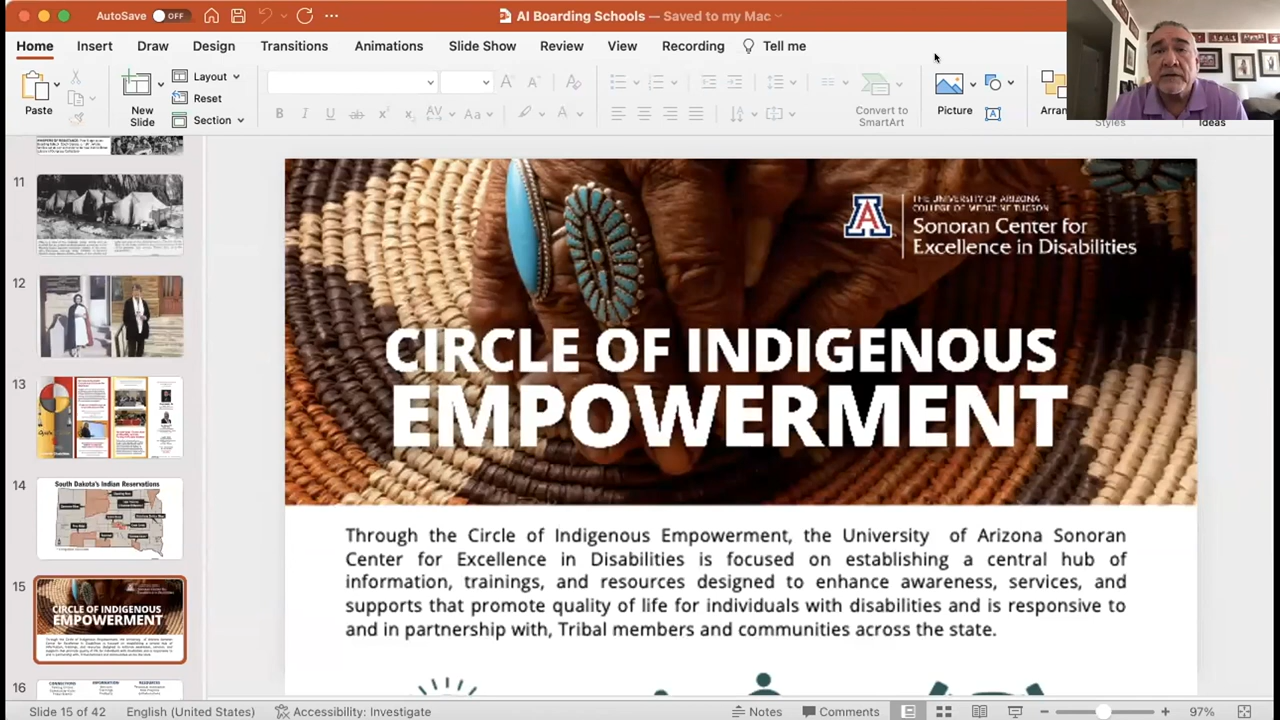 AutoSave OFF
AI Boarding Schools — Saved to my Mac
Home Insert Draw Design Transitions Animations Slide Show Review View Recording Tell me
Paste
New
Slide
Layout
Reset
Section
Convert to
SmartArt
Picture
Arran
Styles
Ideas
11
12
13
14
South Dakota's Indian Reservations
15
CIRCLE OF INDIGENOUS
EMPOWERMENT
16
CONNECTIONS INFORMATION RESOURCES
THE UNIVERSITY OF ARIZONA
COLLEGE OF MEDICINE TUCSON
Sonoran Center for
Excellence in Disabilities
CIRCLE OF INDIGENOUS
EMPOWERMENT
Through the Circle of Indigenous Empowerment, the University of Arizona Sonoran
Center for Excellence in Disabilities is focused on establishing a central hub of
information, trainings, and resources designed to enhance awareness, services, and
supports that promote quality of life for individuals with disabilities and is responsive to
and in partnership with Tribal members and communities across the state.
Slide 15 of 42 English (United States) Accessibility: Investigate Notes Comments 97%